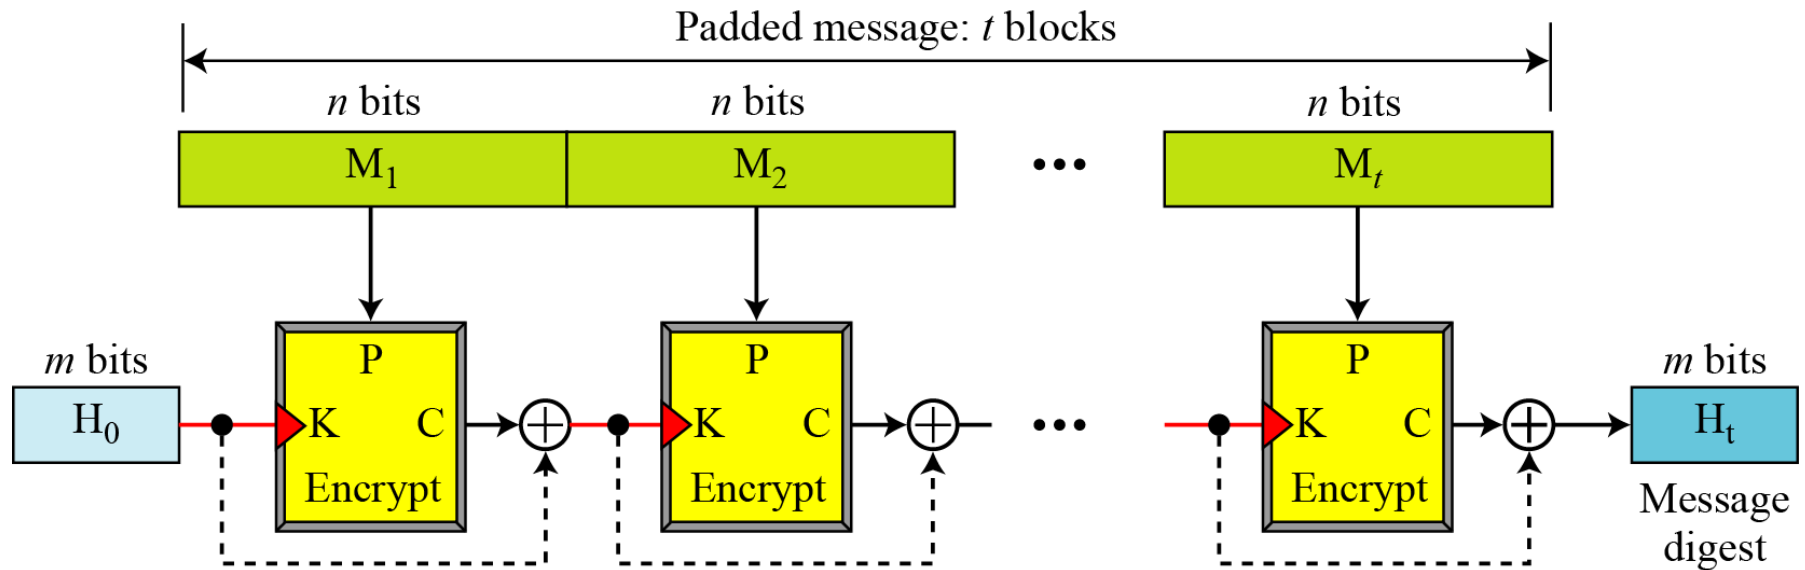 Padded message: t blocks
n bits n bits n bits
M1 M2 ••• Mt
m bits P P P m bits
H0 K C K C ••• K C Ht
Encrypt Encrypt Encrypt Message
digest